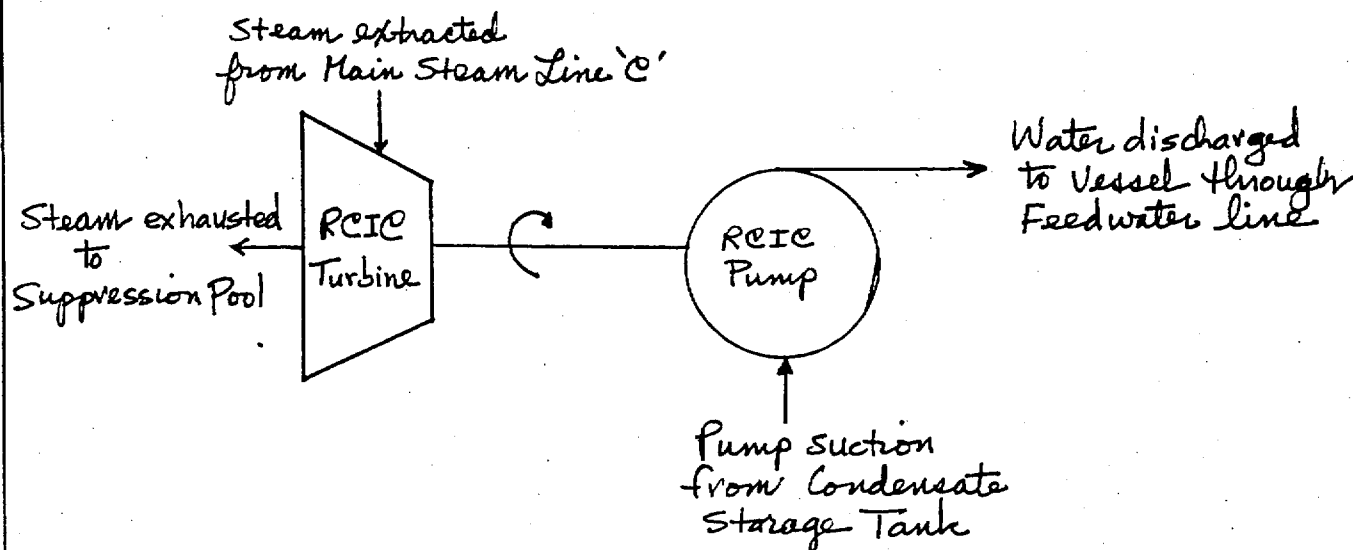 Steam extracted
from Main Steam Line 'C'
Steam exhausted
to
Suppression Pool
RCIC
Turbine
RCIC
Pump
Water discharged
to Vessel through
Feedwater line
Pump suction
from Condensate
Storage Tank